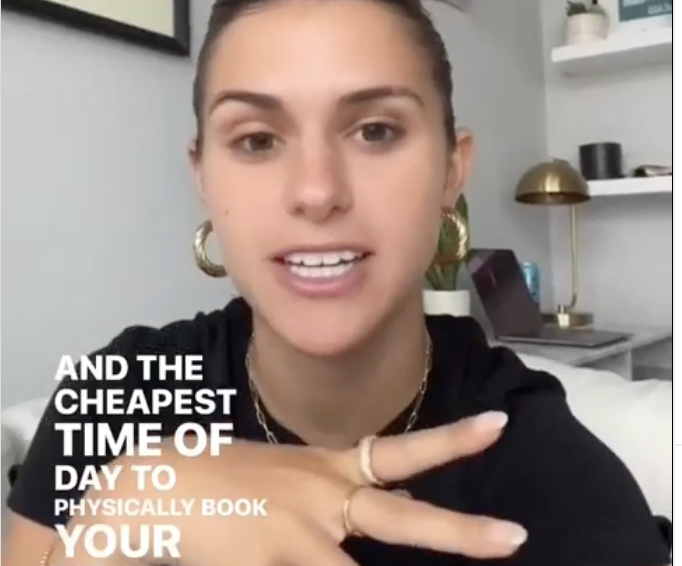 AND THE
CHEAPEST
TIME OF
DAY TO
PHYSICALLY BOOK
YOUR